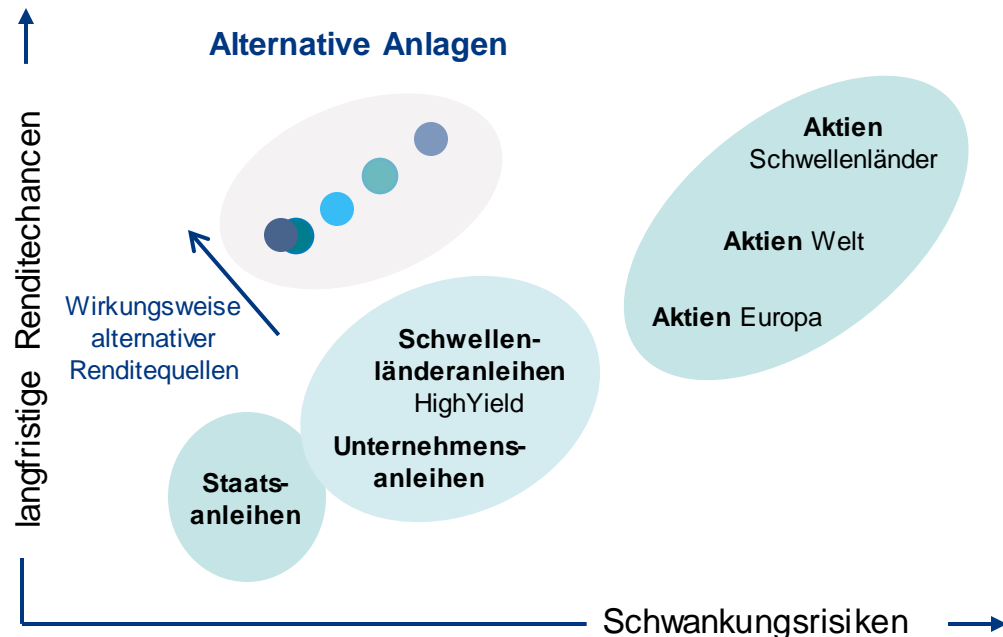 Alternative Anlagen
langfristige Renditechancen
Aktien
Schwellenländer
Aktien Welt
Aktien Europa
Wirkungsweise
alternativer
Renditequellen
Schwellen-
länderanleihen
HighYield
Unternehmens-
anleihen
Staats-
anleihen
Schwankungsrisiken